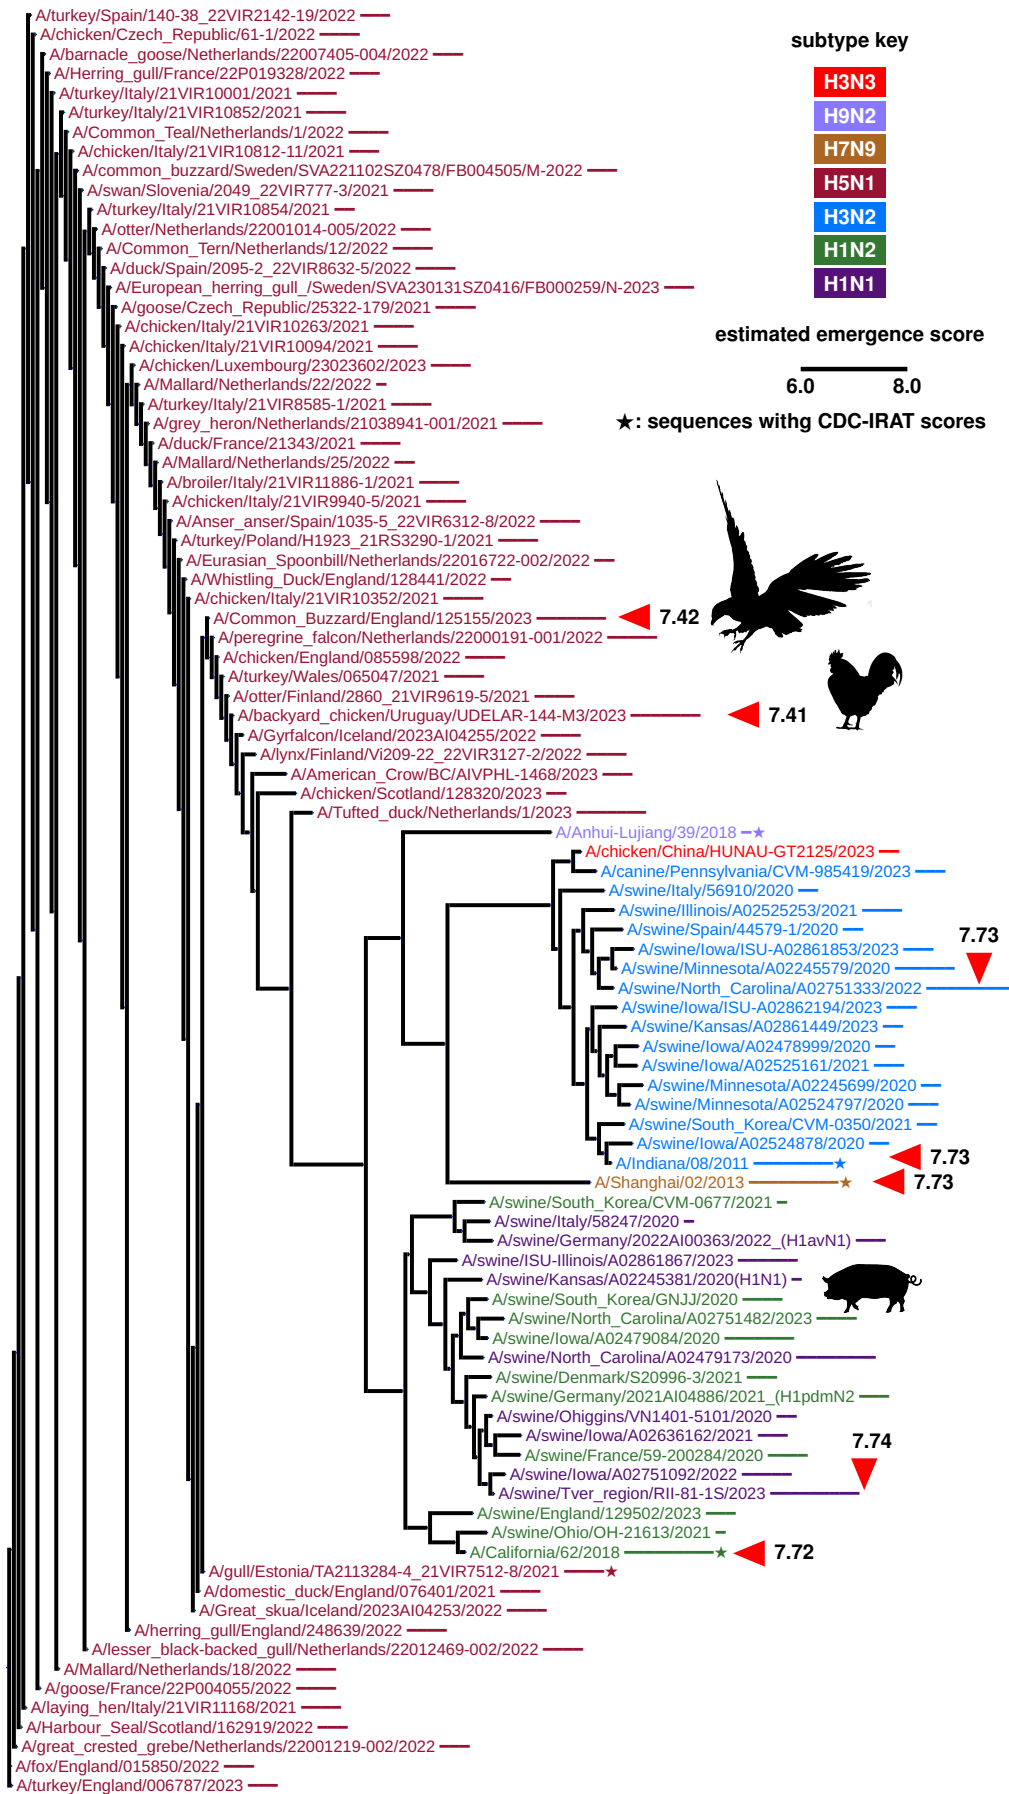 A/turkey/Spain/140-38_22VIR2142-19/2022
A/chicken/Czech_Republic/61-1/2022
A/barnacle_goose/Netherlands/22007405-004/2022
A/Herring_gull/France/22P019328/2022
A/turkey/Italy/21VIR10001/2021
A/turkey/Italy/21VIR10852/2021
A/Common_Teal/Netherlands/1/2022
A/chicken/Italy/21VIR10812-11/2021
A/common_buzzard/Sweden/SVA221102SZ0478/FB004505/M-2022
A/swan/Slovenia/2049_22VIR777-3/2021
A/turkey/Italy/21VIR10854/2021
A/otter/Netherlands/22001014-005/2022
A/Common_Tern/Netherlands/12/2022
A/duck/Spain/2095-2_22VIR8632-5/2022
A/European_herring_gull_/Sweden/SVA230131SZ0416/FB000259/N-2023
A/goose/Czech_Republic/25322-179/2021
A/chicken/Italy/21VIR10263/2021
A/chicken/Italy/21VIR10094/2021
A/chicken/Luxembourg/23023602/2023
A/Mallard/Netherlands/22/2022
A/turkey/Italy/21VIR8585-1/2021
A/grey_heron/Netherlands/21038941-001/2021
A/duck/France/21343/2021
A/Mallard/Netherlands/25/2022
A/broiler/Italy/21VIR11886-1/2021
A/chicken/Italy/21VIR9940-5/2021
A/Anser_anser/Spain/1035-5_22VIR6312-8/2022
A/turkey/Poland/H1923_21RS3290-1/2021
A/Eurasian_Spoonbill/Netherlands/22016722-002/2022
A/Whistling_Duck/England/128441/2022
A/chicken/Italy/21VIR10352/2021
A/Common_Buzzard/England/125155/2023
A/peregrine_falcon/Netherlands/22000191-001/2022
A/chicken/England/085598/2022
A/turkey/Wales/065047/2021
A/otter/Finland/2860_21VIR9619-5/2021
A/backyard_chicken/Uruguay/UDELAR-144-M3/2023
A/Gyrfalcon/Iceland/2023AI04255/2022
A/lynx/Finland/Vi209-22_22VIR3127-2/2022
A/American_Crow/BC/AIVPHL-1468/2023
A/chicken/Scotland/128320/2023
A/Tufted_duck/Netherlands/1/2023
A/Anhui-Lujiang/39/2018 ★
A/chicken/China/HUNAU-GT2125/2023
A/canine/Pennsylvania/CVM-985419/2023
A/swine/Italy/56910/2020
A/swine/Illinois/A02525253/2021
A/swine/Spain/44579-1/2020
A/swine/Iowa/ISU-A02861853/2023
A/swine/Minnesota/A02245579/2020
A/swine/North_Carolina/A02751333/2022
A/swine/Iowa/ISU-A02862194/2023
A/swine/Kansas/A02861449/2023
A/swine/Iowa/A02478999/2020
A/swine/Iowa/A02525161/2021
A/swine/Minnesota/A02245699/2020
A/swine/Minnesota/A02524797/2020
A/swine/South_Korea/CVM-0350/2021
A/swine/Iowa/A02524878/2020
A/Indiana/08/2011 ★
A/Shanghai/02/2013 ★
A/swine/South_Korea/CVM-0677/2021
A/swine/Italy/58247/2020
A/swine/Germany/2022AI00363/2022_(H1avN1)
A/swine/ISU-Illinois/A02861867/2023
A/swine/Kansas/A02245381/2020(H1N1)
A/swine/South_Korea/GNJJ/2020
A/swine/North_Carolina/A02751482/2023
A/swine/Iowa/A02479084/2020
A/swine/North_Carolina/A02479173/2020
A/swine/Denmark/S20996-3/2021
A/swine/Germany/2021AI04886/2021_(H1pdmN2
A/swine/Ohiggins/VN1401-5101/2020
A/swine/Iowa/A02636162/2021
A/swine/France/59-200284/2020
A/swine/Iowa/A02751092/2022
A/swine/Tver_region/RII-81-1S/2023
A/swine/England/129502/2023
A/swine/Ohio/OH-21613/2021
A/California/62/2018 ★
A/gull/Estonia/TA2113284-4_21VIR7512-8/2021 ★
A/domestic_duck/England/076401/2021
A/Great_skua/Iceland/2023AI04253/2022
A/herring_gull/England/248639/2022
A/lesser_black-backed_gull/Netherlands/22012469-002/2022
A/Mallard/Netherlands/18/2022
A/goose/France/22P004055/2022
A/laying_hen/Italy/21VIR11168/2021
A/Harbour_Seal/Scotland/162919/2022
A/great_crested_grebe/Netherlands/22001219-002/2022
A/fox/England/015850/2022
A/turkey/England/006787/2023
subtype key
H3N3
H9N2
H7N9
H5N1
H3N2
H1N2
H1N1
estimated emergence score
6.0 8.0
★: sequences withg CDC-IRAT scores
7.42
7.41
7.73
7.73
7.73
7.74
7.72